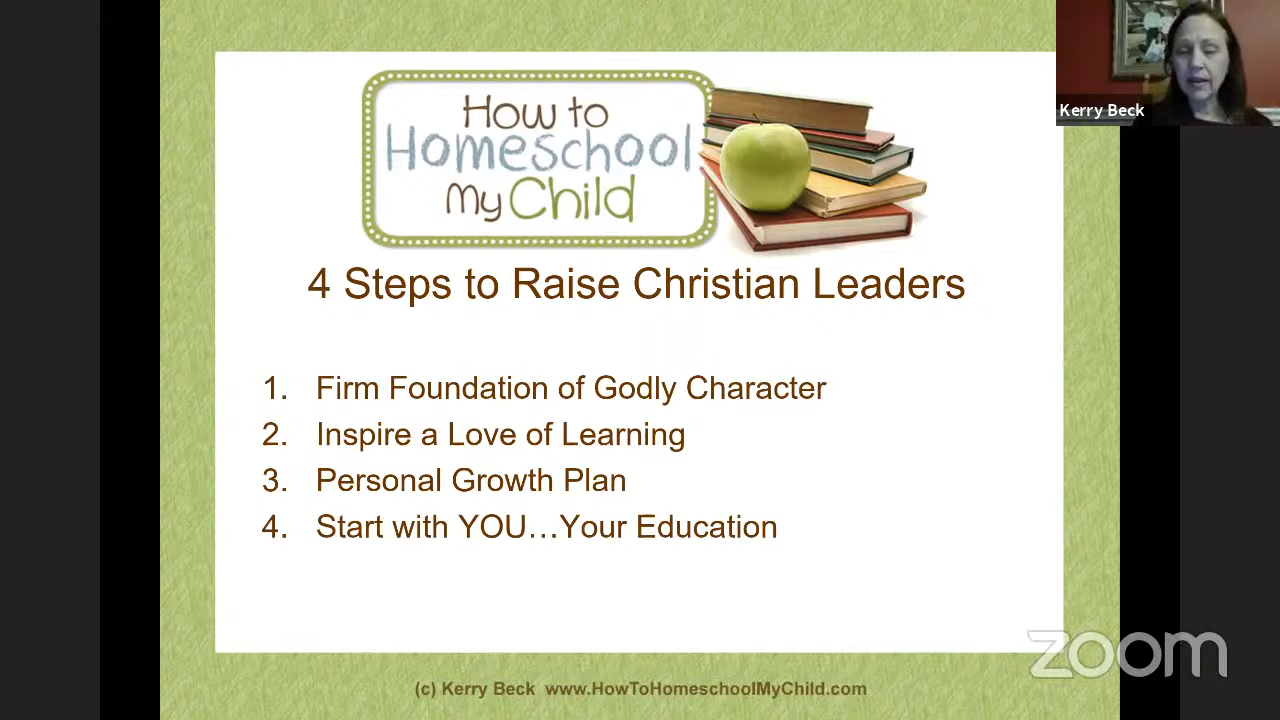 How to
Homeschool
My Child
Kerry Beck
4 Steps to Raise Christian Leaders
1. Firm Foundation of Godly Character
2. Inspire a Love of Learning
3. Personal Growth Plan
4. Start with YOU…Your Education
zoom
(c) Kerry Beck www.HowToHomeschoolMyChild.com